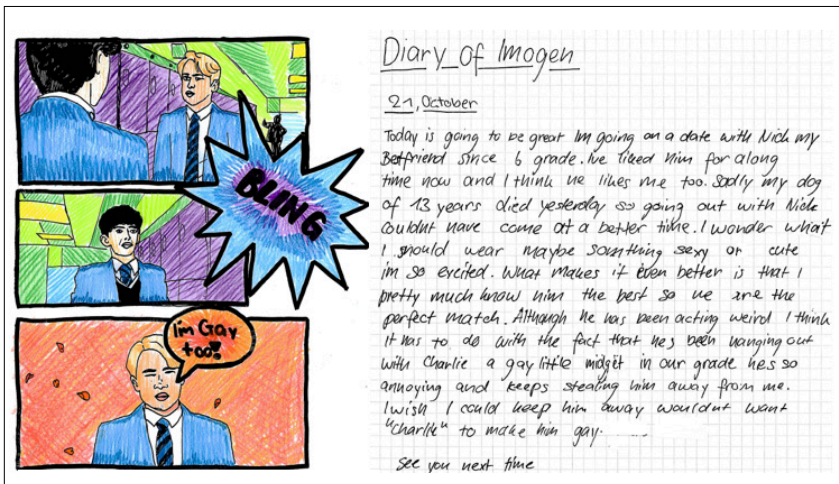 BLING
I'm Gay
too!!
Diary of Imogen
21, October
Today is going to be great Im going on a date with Nick my
Betfriend since 6 grade. Ive liked him for along
time now and I think he likes me too. Sadly my dog
of 13 years died yesterday so going out with Nick
couldnt have come at a better time. I wonder what
I should wear maybe somthing sexy or cute
im so excited. What makes it even better is that I
pretty much know him the best so we are the
perfect match. Although he has been acting weird I think
it has to do with the fact that hes been hanging out
with Charlie a gay little midget in our grade hes so
annoying and keeps stealing him away from me.
I wish I could keep him away wouldnt want
"Charlie" to make him gay.
See you next time